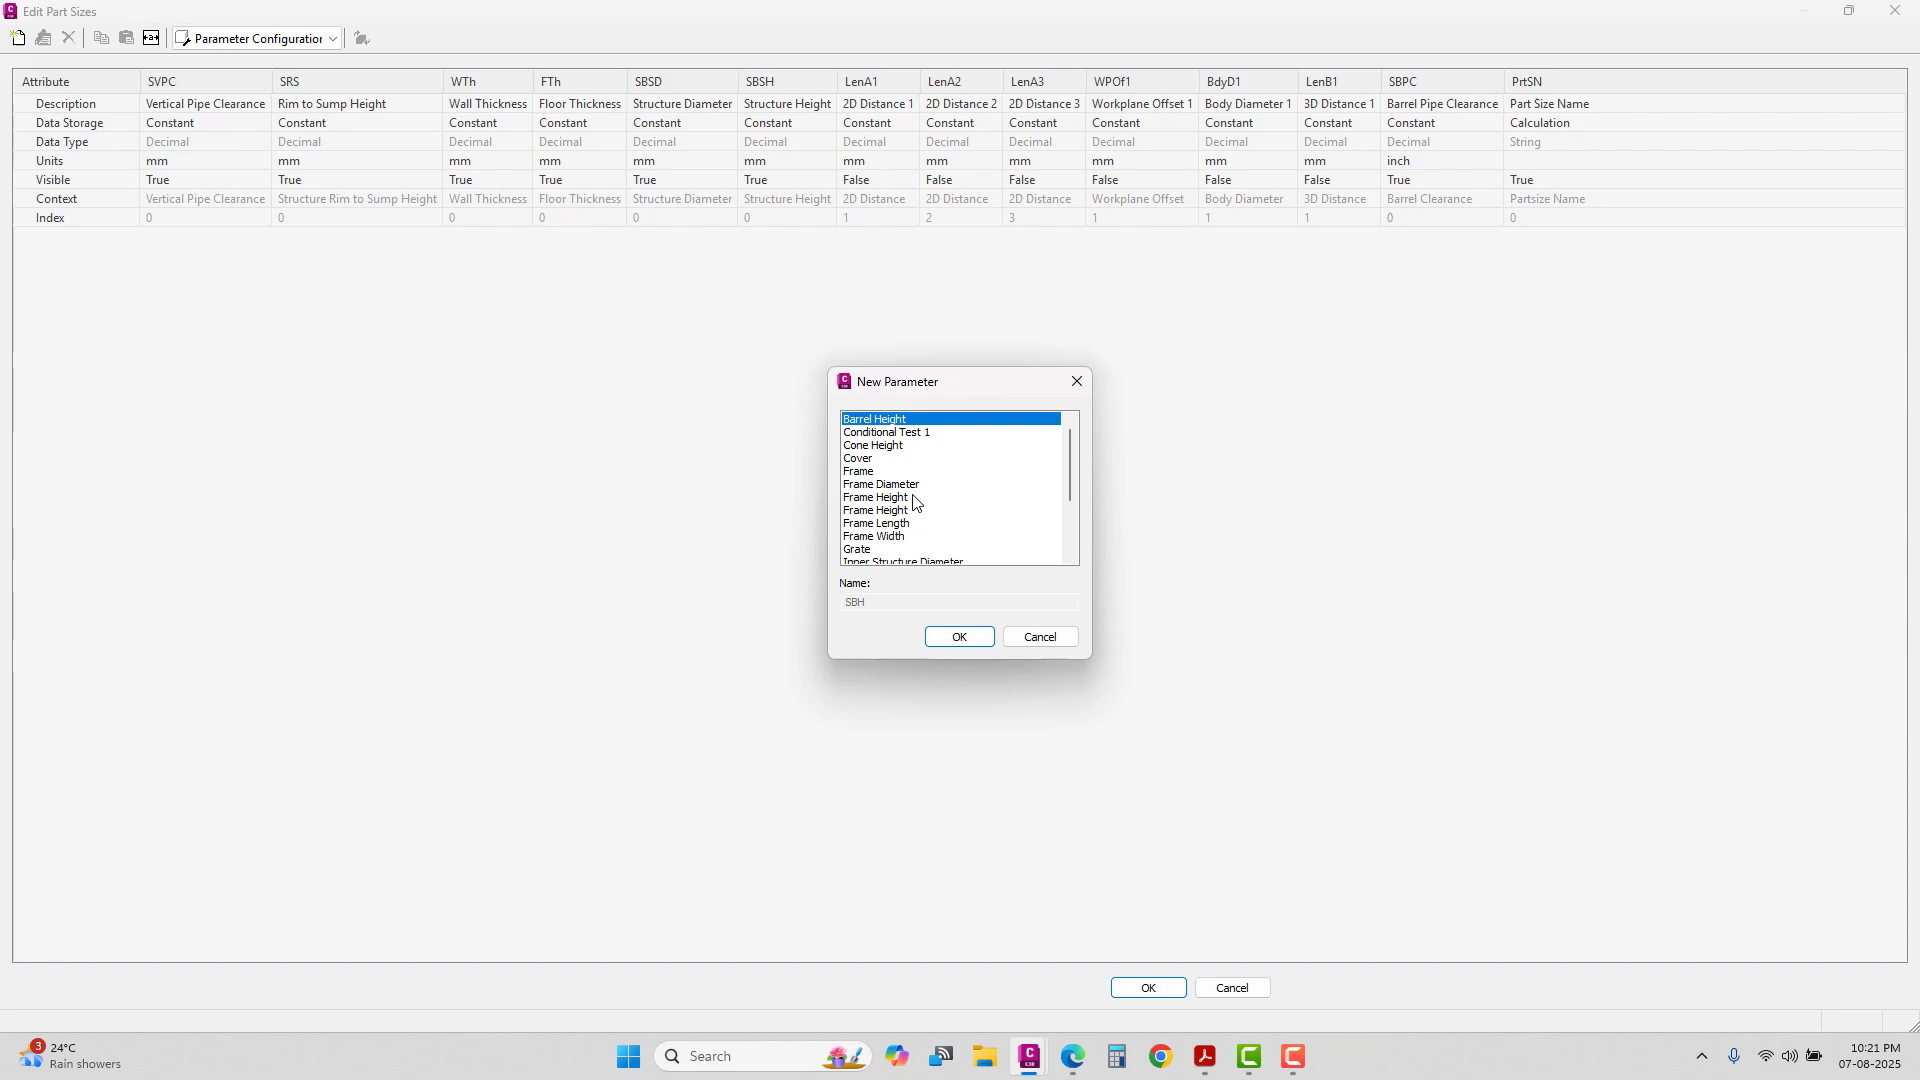 Edit Part Sizes
Parameter Configuration
Attribute SVPC SRS WTh FTh SBSD SBSH LenA1 LenA2 LenA3 WPOf1 BdyD1 LenB1 SBPC PrtSN
Description Vertical Pipe Clearance Rim to Sump Height Wall Thickness Floor Thickness Structure Diameter Structure Height 2D Distance 1 2D Distance 2 2D Distance 3 Workplane Offset 1 Body Diameter 1 3D Distance 1 Barrel Pipe Clearance Part Size Name
Data Storage Constant Constant Constant Constant Constant Constant Constant Constant Constant Constant Constant Constant Constant Calculation
Data Type Decimal Decimal Decimal Decimal Decimal Decimal Decimal Decimal Decimal Decimal Decimal Decimal Decimal String
Units mm mm mm mm mm mm mm mm mm mm mm mm inch
Visible True True True True True True False False False False False False True True
Context Vertical Pipe Clearance Structure Rim to Sump Height Wall Thickness Floor Thickness Structure Diameter Structure Height 2D Distance 2D Distance 2D Distance Workplane Offset Body Diameter 3D Distance Barrel Clearance Partsize Name
Index 0 0 0 0 0 0 1 2 3 1 1 1 0 0
New Parameter
Barrel Height
Conditional Test 1
Cone Height
Cover
Frame
Frame Diameter
Frame Height
Frame Height
Frame Length
Frame Width
Grate
Inner Structure Diameter
Name:
SBH
OK Cancel
OK Cancel
3
24°C
Rain showers
Search
10:21 PM
07-08-2025